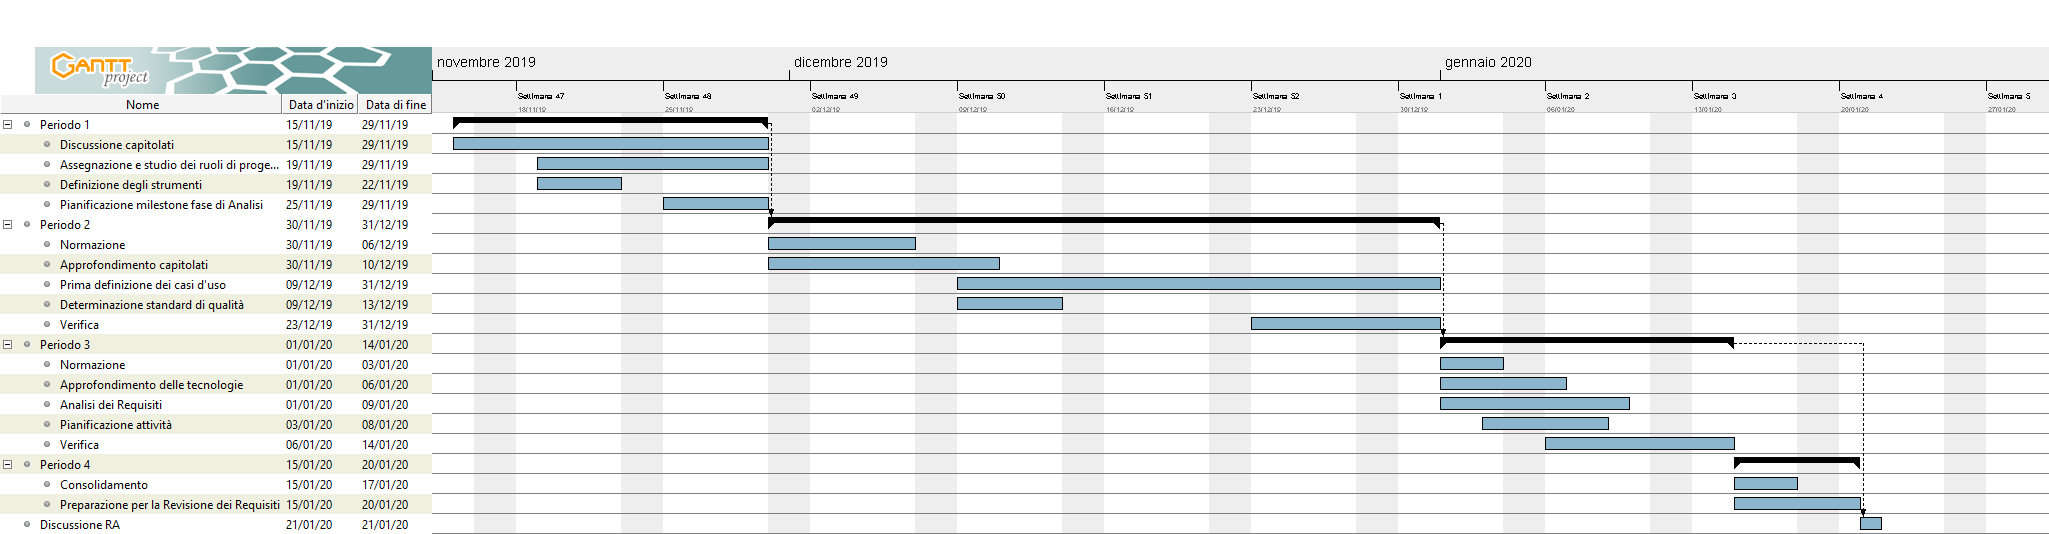 GANTT project
novembre 2019 dicembre 2019 gennaio 2020
Settimana 47 Settimana 48 Settimana 49 Settimana 50 Settimana 51 Settimana 52 Settimana 1 Settimana 2 Settimana 3 Settimana 4 Settimana 5
Nome Data d'inizio Data di fine 18/11/19 25/11/19 02/12/19 09/12/19 16/12/19 23/12/19 30/12/19 06/01/20 13/01/20 20/01/20 27/01/20
Periodo 1 15/11/19 29/11/19
Discussione capitolati 15/11/19 29/11/19
Assegnazione e studio dei ruoli di proge... 19/11/19 29/11/19
Definizione degli strumenti 19/11/19 22/11/19
Pianificazione milestone fase di Analisi 25/11/19 29/11/19
Periodo 2 30/11/19 31/12/19
Normazione 30/11/19 06/12/19
Approfondimento capitolati 30/11/19 10/12/19
Prima definizione dei casi d'uso 09/12/19 31/12/19
Determinazione standard di qualità 09/12/19 13/12/19
Verifica 23/12/19 31/12/19
Periodo 3 01/01/20 14/01/20
Normazione 01/01/20 03/01/20
Approfondimento delle tecnologie 01/01/20 06/01/20
Analisi dei Requisiti 01/01/20 09/01/20
Pianificazione attività 03/01/20 08/01/20
Verifica 06/01/20 14/01/20
Periodo 4 15/01/20 20/01/20
Consolidamento 15/01/20 17/01/20
Preparazione per la Revisione dei Requisiti 15/01/20 20/01/20
Discussione RA 21/01/20 21/01/20